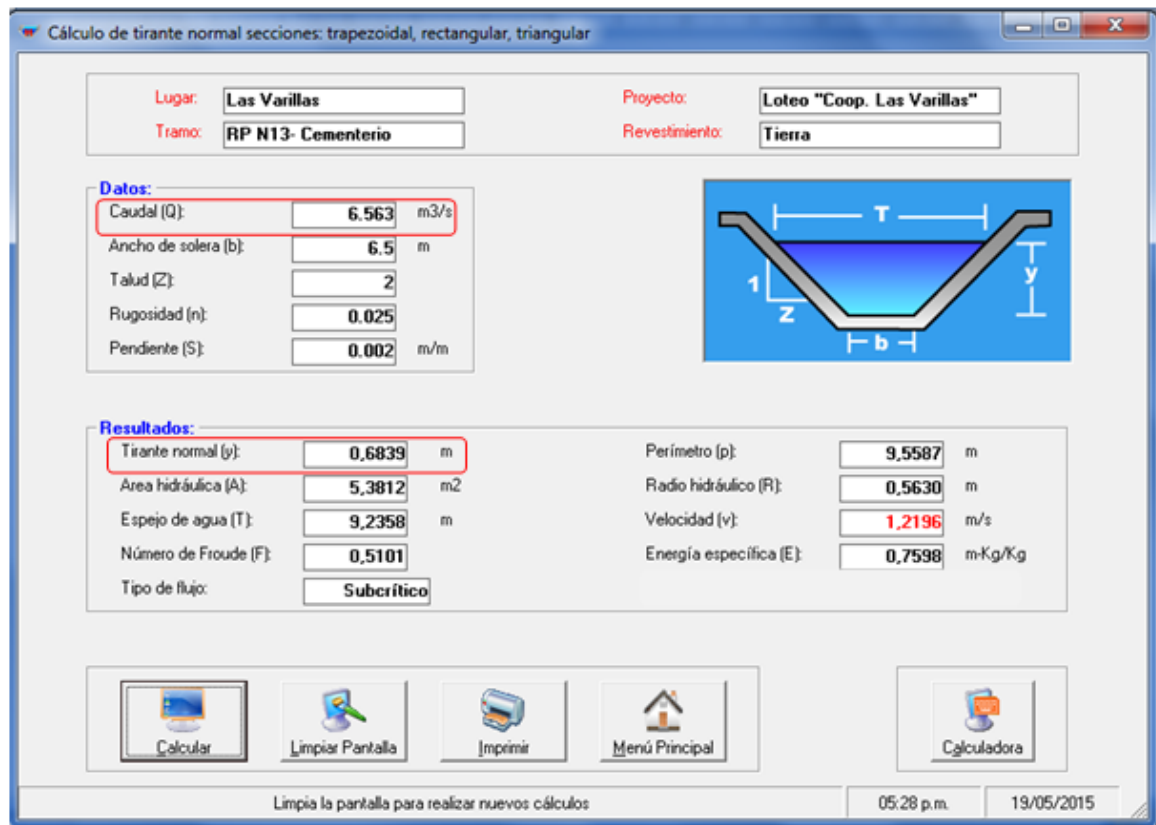 Cálculo de tirante normal secciones: trapezoidal, rectangular, triangular
Lugar: Las Varillas Proyecto: Loteo "Coop. Las Varillas"
Tramo: RP N13- Cementerio Revestimiento: Tierra
Datos:
Caudal (Q): 6.563 m3/s
Ancho de solera (b): 6.5 m
Talud (Z): 2
Rugosidad (n): 0.025
Pendiente (S): 0.002 m/m
T
y
1
Z
b
Resultados:
Tirante normal (y): 0,6839 m Perímetro (p): 9,5587 m
Area hidráulica (A): 5,3812 m2 Radio hidráulico (R): 0,5630 m
Espejo de agua (T): 9,2358 m Velocidad (v): 1,2196 m/s
Número de Froude (F): 0,5101 Energía específica (E): 0,7598 m-Kg/Kg
Tipo de flujo: Subcrítico
Calcular Limpiar Pantalla Imprimir Menú Principal Calculadora
Limpia la pantalla para realizar nuevos cálculos 05:28 p.m. 19/05/2015